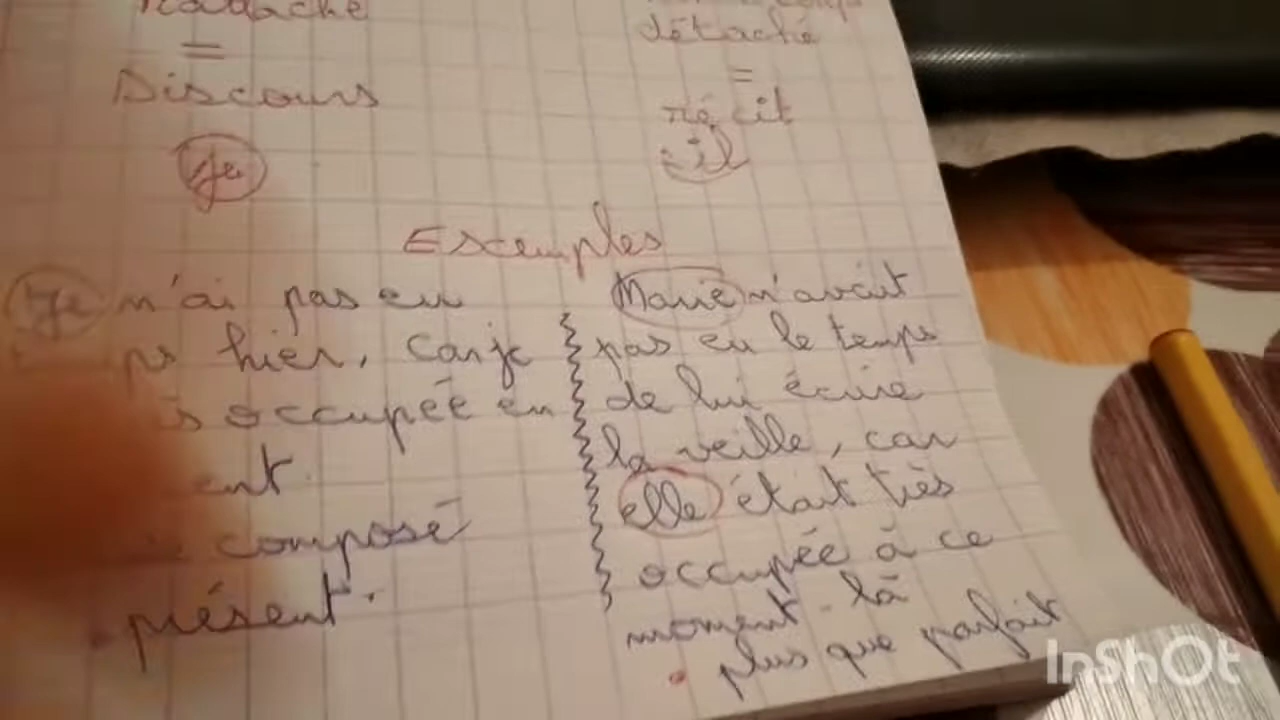 détaché
=
=
Discours
récit
Je
il
Exemples
Je n'ai pas eu
hier, car je
occupée en
composé
présent.
Marie n'avait
pas eu le temps
de lui écrire
la veille, car
elle était très
occupée à ce
moment-là
• plus que parfait
InShOt